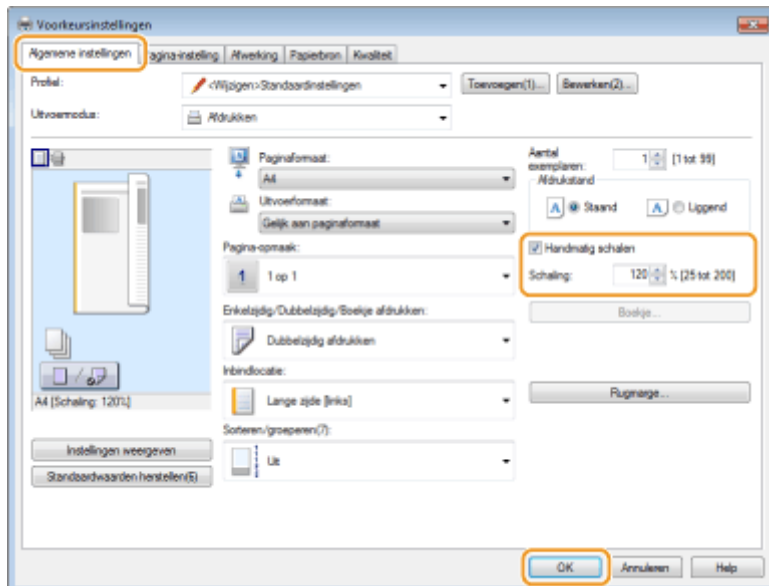 Voorkeursinstellingen
Algemene instellingen Pagina-instelling Afwerking Papierbron Kwaliteit
Profiel: <Wijzigen>Standaardinstellingen Toevoegen(1)... Bewerken(2)...
Uitvoermodus: Afdrukken
Paginaformaat:
A4
Uitvoerformaat:
Gelijk aan paginaformaat
Pagina-opmaak:
1 1 op 1
Enkelzijdig/Dubbelzijdig/Boekje afdrukken:
Dubbelzijdig afdrukken
Inbindlocatie:
Lange zijde [links]
Sorteren/groeperen(7):
Uit
Aantal exemplaren: 1 [1 tot 99]
Afdrukstand
A Staand A Liggend
Handmatig schalen
Schaling: 120 % [25 tot 200]
Boekje...
Rugmarge...
A4 [Schaling: 120%]
Instellingen weergeven
Standaardwaarden herstellen(6)
OK Annuleren Help